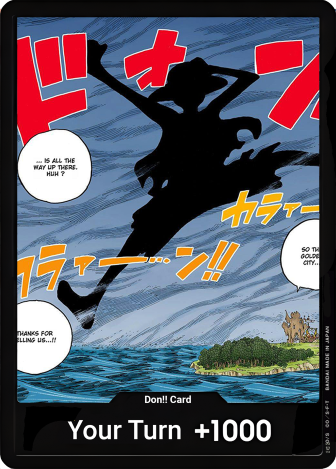 ドォン
... IS ALL THE
WAY UP THERE.
HUH ?
カラァー
カラァーーン!!
SO TH
GOLDE
CITY...
THANKS FOR
ELLING US...!!
Don!! Card
Your Turn +1000
BANDAI MADE IN JAPAN